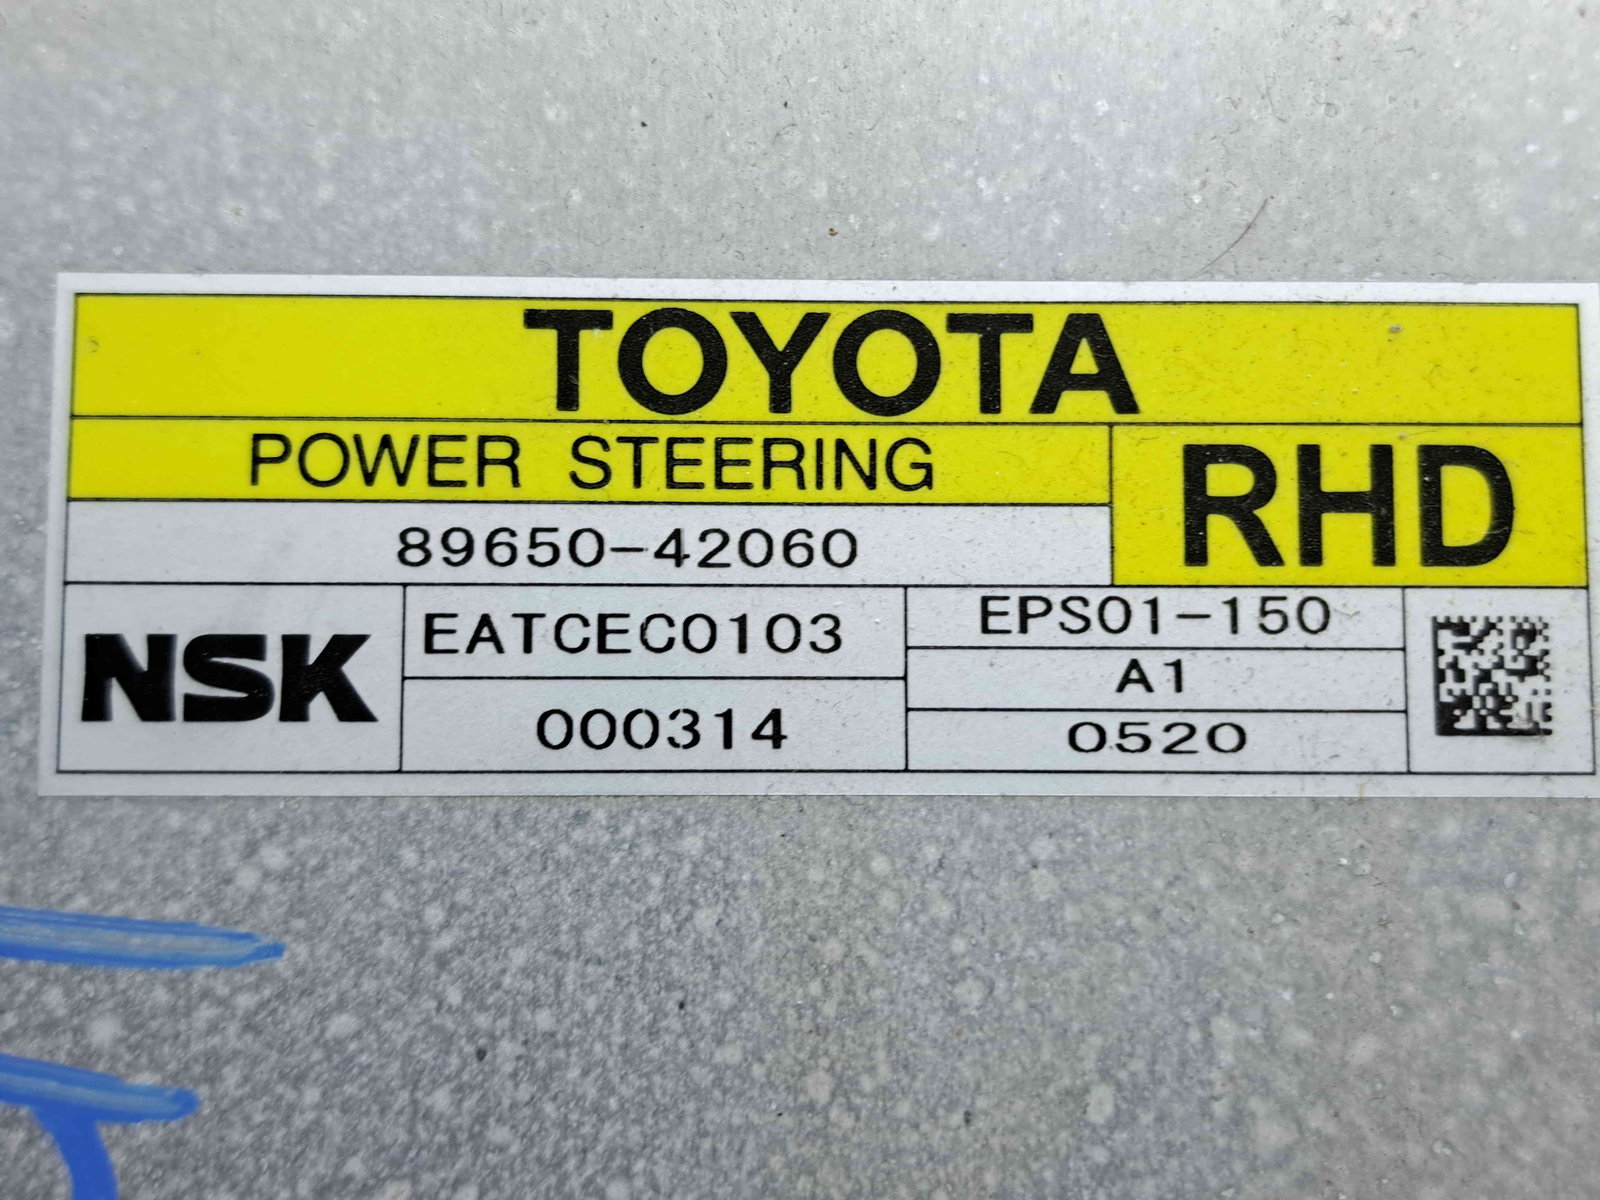 TOYOTA
POWER STEERING
RHD
89650-42060
NSK
EATCEC0103
000314
EPS01-150
A1
0520